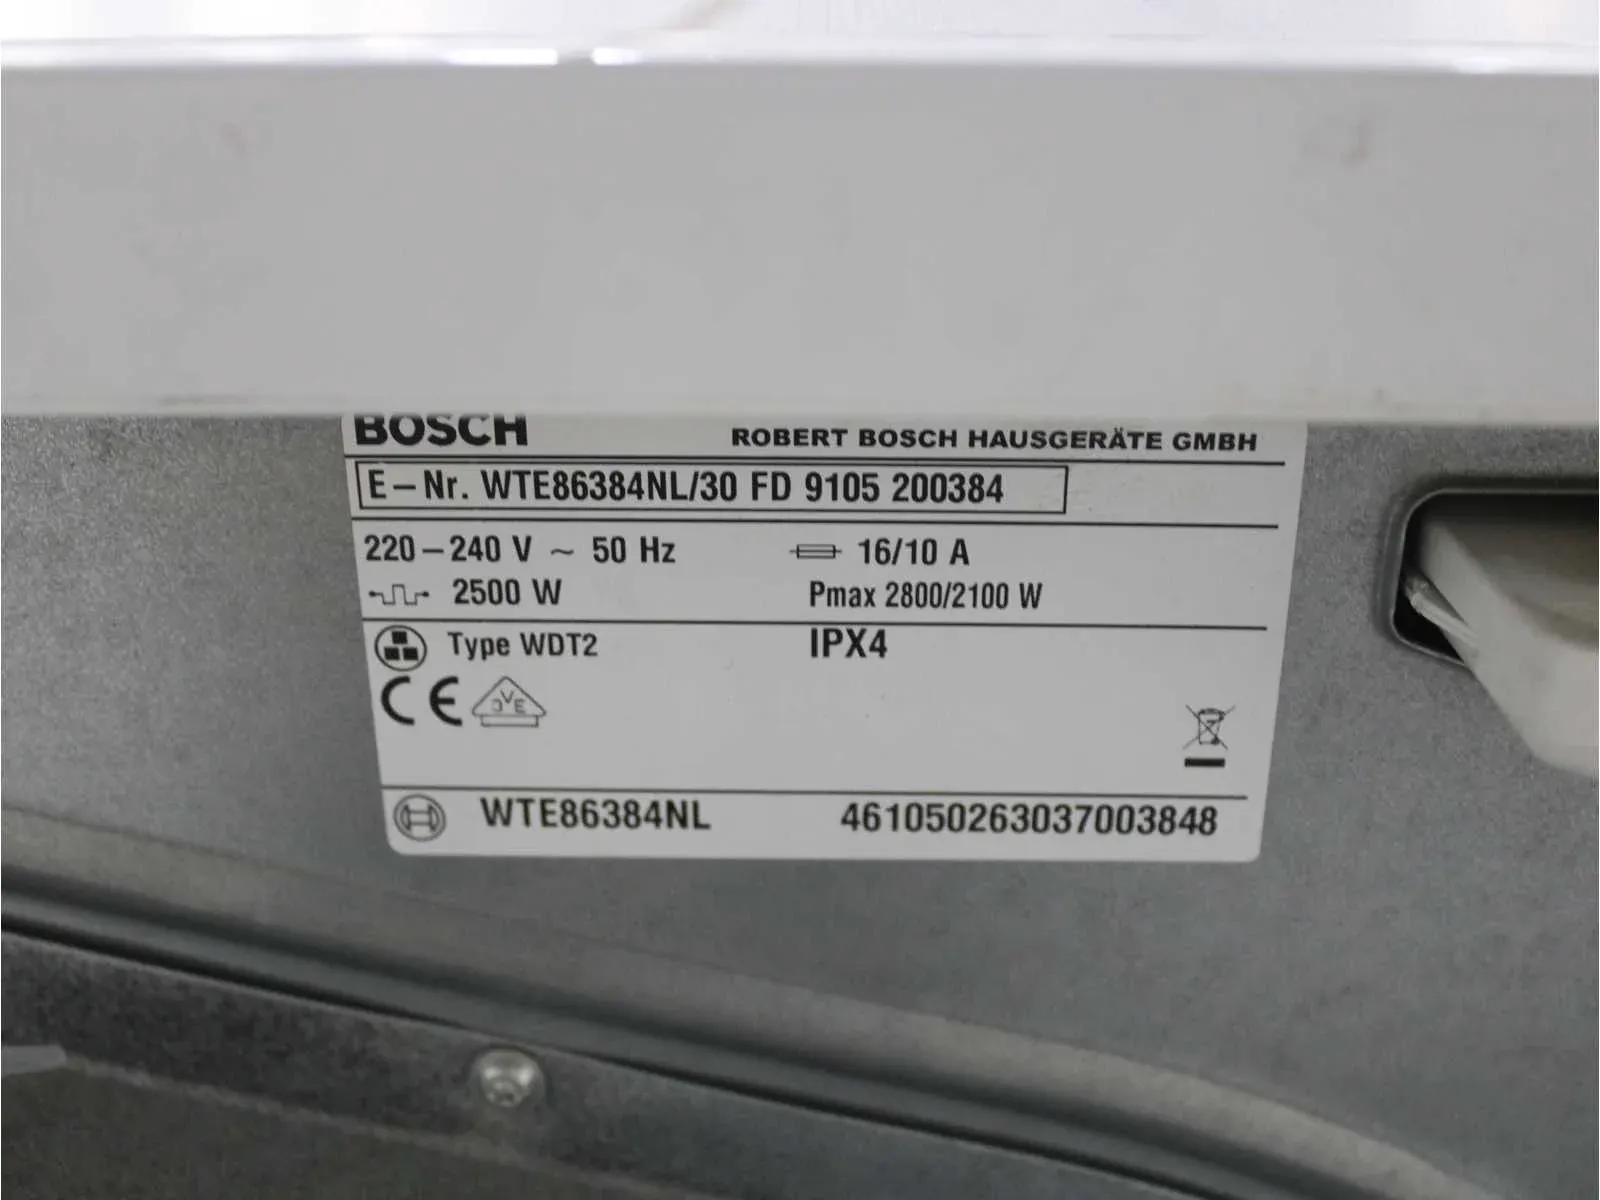 BOSCH ROBERT BOSCH HAUSGERÄTE GMBH
E-Nr. WTE86384NL/30 FD 9105 200384
220-240 V ~ 50 Hz 16/10 A
2500 W Pmax 2800/2100 W
Type WDT2 IPX4
CE OVE
WTE86384NL 461050263037003848